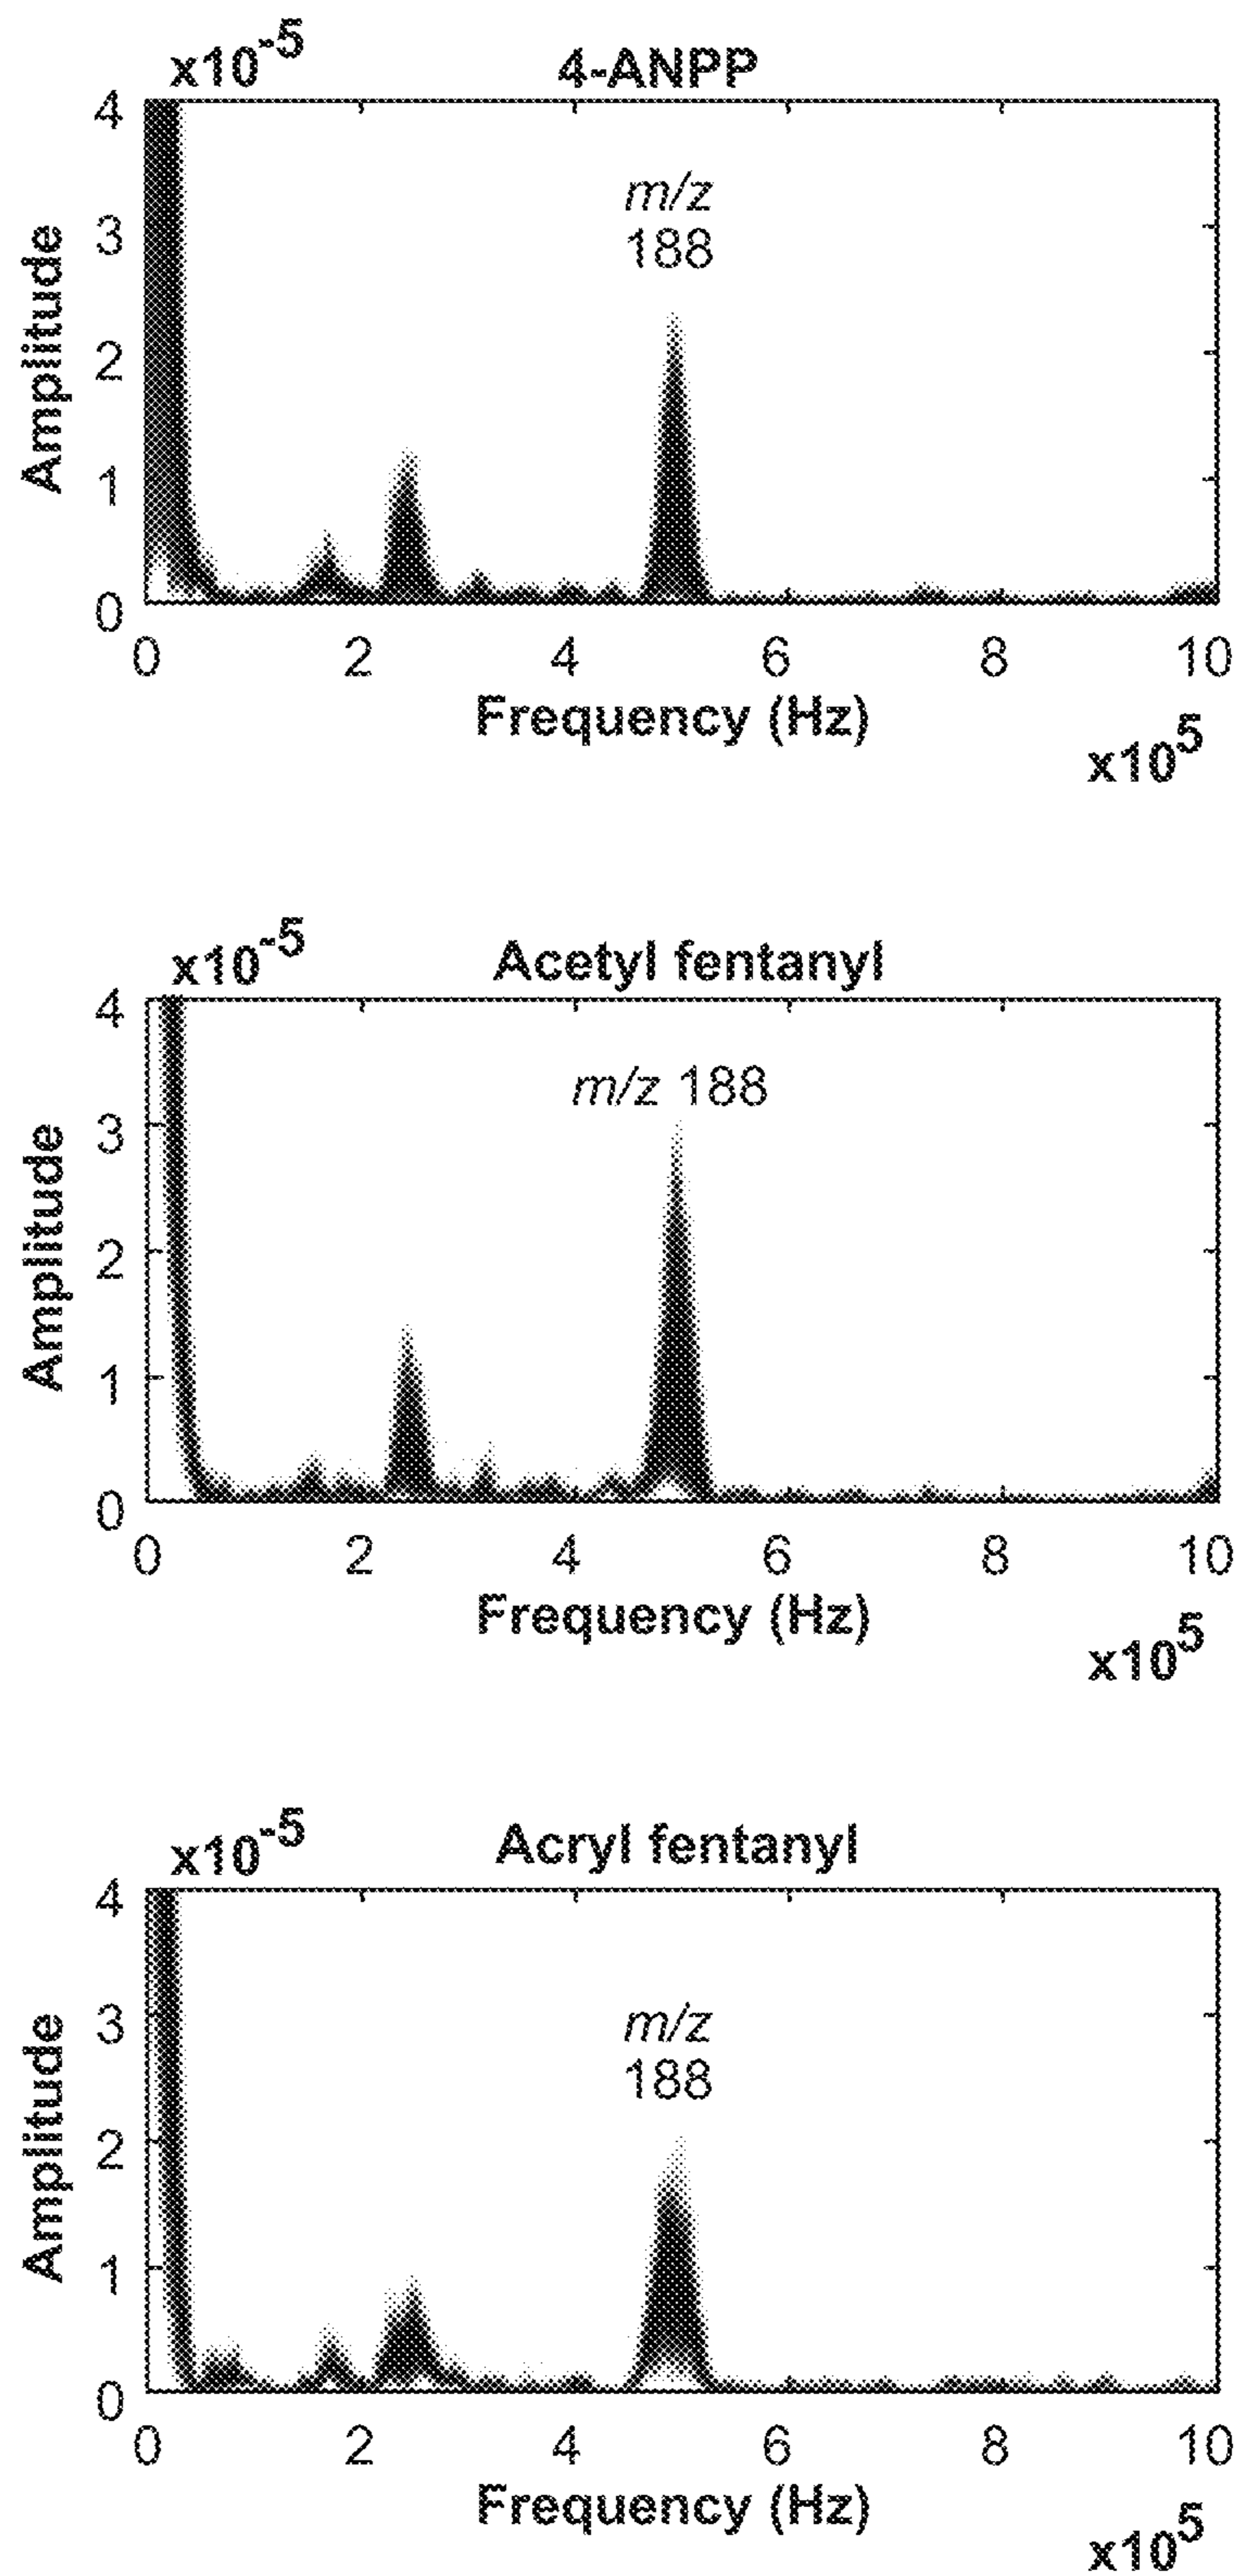 x10-5
4-ANPP
4
3
2
1
0
Amplitude
m/z
188
0 2 4 6 8 10
Frequency (Hz)
x105
x10-5
Acetyl fentanyl
4
3
2
1
0
Amplitude
m/z 188
0 2 4 6 8 10
Frequency (Hz)
x105
x10-5
Acryl fentanyl
4
3
2
1
0
Amplitude
m/z
188
0 2 4 6 8 10
Frequency (Hz)
x105